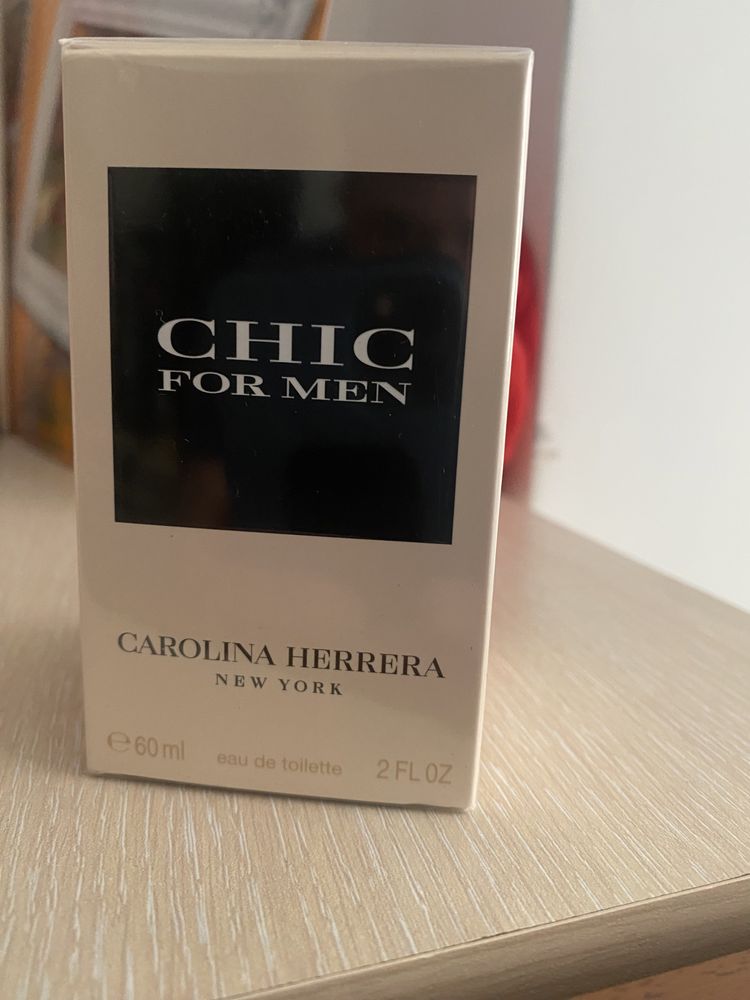 CHIC
FOR MEN
CAROLINA HERRERA
NEW YORK
℮60 ml eau de toilette 2 FL OZ